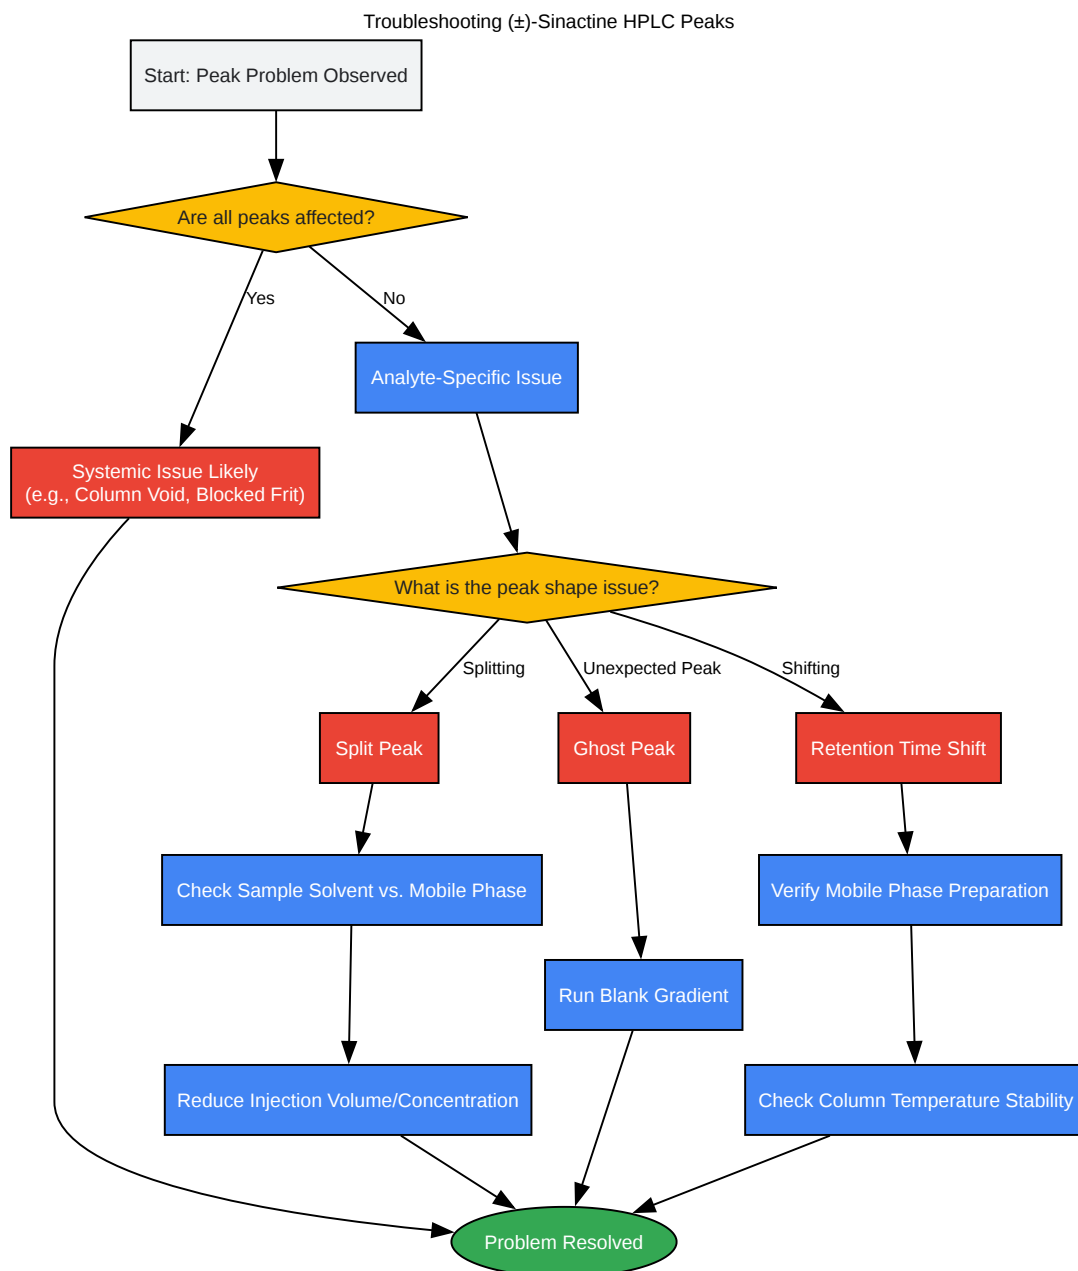 Troubleshooting (±)-Sinactine HPLC Peaks
Start: Peak Problem Observed
Are all peaks affected?
Yes
No
Analyte-Specific Issue
Systemic Issue Likely
(e.g., Column Void, Blocked Frit)
What is the peak shape issue?
Splitting
Unexpected Peak
Shifting
Split Peak
Ghost Peak
Retention Time Shift
Check Sample Solvent vs. Mobile Phase
Verify Mobile Phase Preparation
Run Blank Gradient
Reduce Injection Volume/Concentration
Check Column Temperature Stability
Problem Resolved